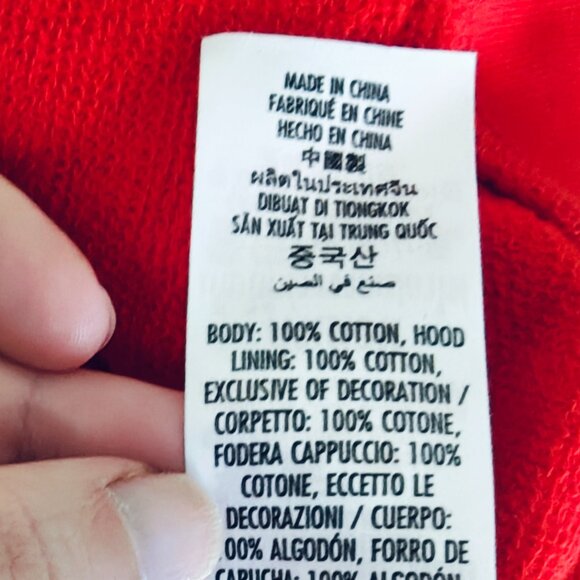 MADE IN CHINA
FABRIQUÉ EN CHINE
HECHO EN CHINA
中國製
ผลิตในประเทศจีน
DIBUAT DI TIONGKOK
SẢN XUẤT TẠI TRUNG QUỐC
중국산
صنع في الصين
BODY: 100% COTTON, HOOD
LINING: 100% COTTON,
EXCLUSIVE OF DECORATION /
CORPETTO: 100% COTONE,
FODERA CAPPUCCIO: 100%
COTONE, ECCETTO LE
DECORAZIONI / CUERPO:
00% ALGODÓN, FORRO DE
CAPUCHA: 100% ALGODÓN